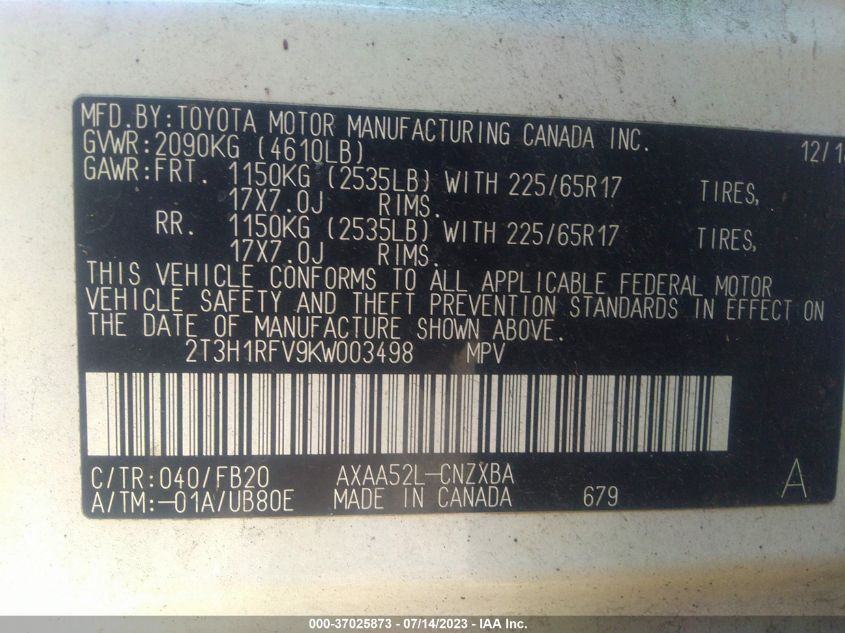 MFD.BY:TOYOTA MOTOR MANUFACTURING CANADA INC. 12/18
GVWR:2090KG (4610LB)
GAWR:FRT. 1150KG (2535LB) WITH 225/65R17 TIRES,
17X7.0J RIMS.
RR. 1150KG (2535LB) WITH 225/65R17 TIRES,
17X7.0J RIMS.
THIS VEHICLE CONFORMS TO ALL APPLICABLE FEDERAL MOTOR
VEHICLE SAFETY AND THEFT PREVENTION STANDARDS IN EFFECT ON
THE DATE OF MANUFACTURE SHOWN ABOVE.
2T3H1RFV9KW003498 MPV
C/TR:040/FB20 AXAA52L-CNZXBA
A/TM:-01A/UB80E MADE IN CANADA 679 A
000-37025873 - 07/14/2023 - IAA Inc.